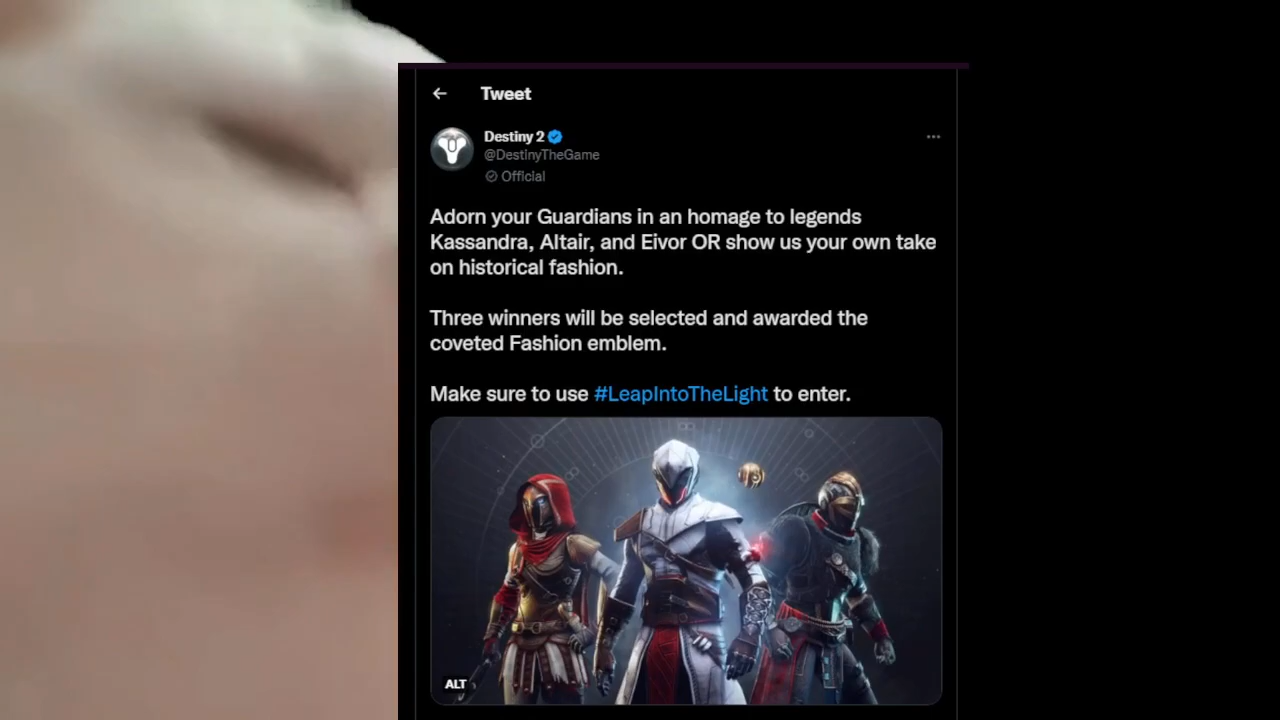 Tweet
Destiny 2
@DestinyTheGame
Official
Adorn your Guardians in an homage to legends
Kassandra, Altair, and Eivor OR show us your own take
on historical fashion.
Three winners will be selected and awarded the
coveted Fashion emblem.
Make sure to use #LeapIntoTheLight to enter.
ALT